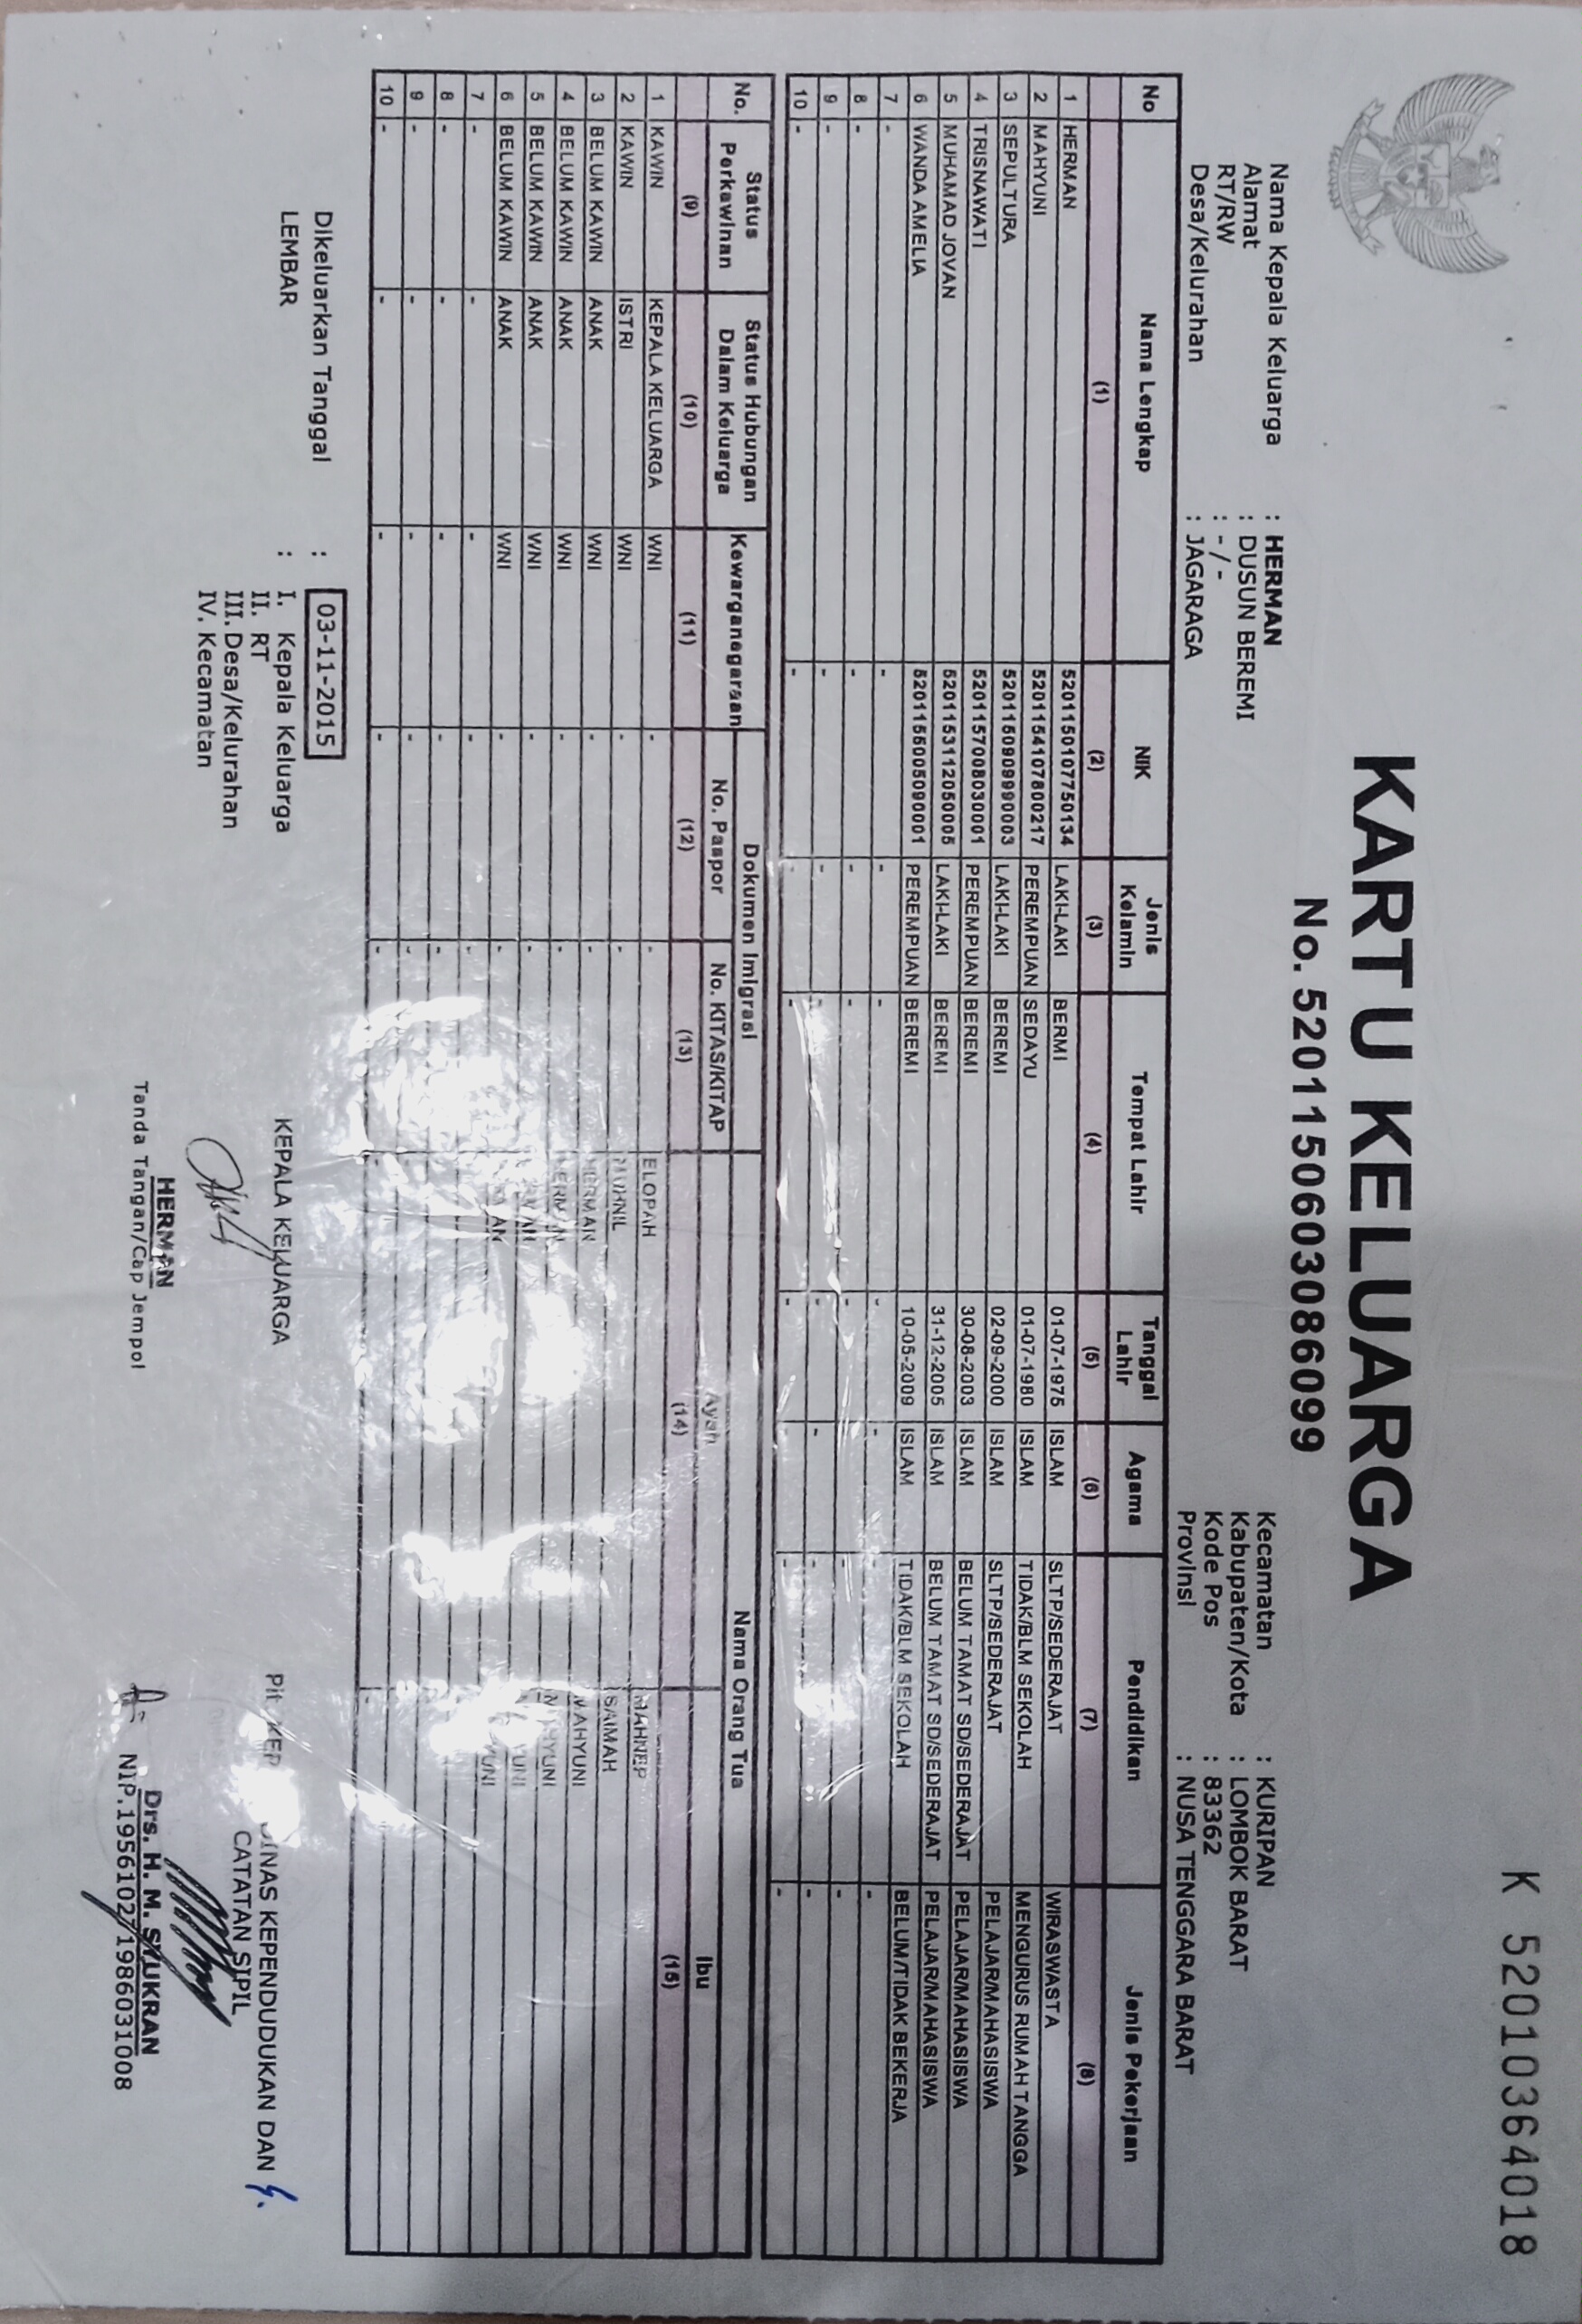 K 52010364018
KARTU KELUARGA
No. 5201150603086099
Nama Kepala Keluarga : HERMAN
Alamat : DUSUN BEREMI
RT/RW : - / -
Desa/Kelurahan : JAGARAGA
Kecamatan : KURIPAN
Kabupaten/Kota : LOMBOK BARAT
Kode Pos : 83362
Provinsi : NUSA TENGGARA BARAT
No Nama Lengkap NIK Jenis Kelamin Tempat Lahir Tanggal Lahir Agama Pendidikan Jenis Pekerjaan
(1) (2) (3) (4) (5) (6) (7) (8)
1 HERMAN 5201150107750134 LAKI-LAKI BERMI 01-07-1975 ISLAM SLTP/SEDERAJAT WIRASWASTA
2 MAHYUNI 5201154107800217 PEREMPUAN SEDAYU 01-07-1980 ISLAM TIDAK/BLM SEKOLAH MENGURUS RUMAH TANGGA
3 SEPULTURA 5201150909990003 LAKI-LAKI BEREMI 02-09-2000 ISLAM SLTP/SEDERAJAT PELAJAR/MAHASISWA
4 TRISNAWATI 5201157008030001 PEREMPUAN BEREMI 30-08-2003 ISLAM BELUM TAMAT SD/SEDERAJAT PELAJAR/MAHASISWA
5 MUHAMAD JOVAN 5201153112050005 LAKI-LAKI BEREMI 31-12-2005 ISLAM BELUM TAMAT SD/SEDERAJAT PELAJAR/MAHASISWA
6 WANDA AMELIA 5201155005090001 PEREMPUAN BEREMI 10-05-2009 ISLAM TIDAK/BLM SEKOLAH BELUM/TIDAK BEKERJA
7 - - - - - - - -
8 - - - - - - - -
9 - - - - - - - -
10 - - - - - - - -
No. Status Perkawinan Status Hubungan Dalam Keluarga Kewarganegaraan Dokumen Imigrasi Nama Orang Tua
No. Paspor No. KITAS/KITAP Ayah Ibu
(9) (10) (11) (12) (13) (14) (15)
1 KAWIN KEPALA KELUARGA WNI - - ELOPAH MAHNEP
2 KAWIN ISTRI WNI - - SAIMAH
3 BELUM KAWIN ANAK WNI - - HERMAN MAHYUNI
4 BELUM KAWIN ANAK WNI - - HERMAN MAHYUNI
5 BELUM KAWIN ANAK WNI - -
6 BELUM KAWIN ANAK WNI - -
7 - - - - -
8 - - - -
9 - - - - -
10 - - - - - - -
Dikeluarkan Tanggal : 03-11-2015
LEMBAR : I. Kepala Keluarga
II. RT
III. Desa/Kelurahan
IV. Kecamatan
KEPALA KELUARGA
HERMAN
Tanda Tangan/Cap Jempol
Plt. KEP DINAS KEPENDUDUKAN DAN
CATATAN SIPIL
Drs. H. M. SYUKRAN
NIP.195610271986031008